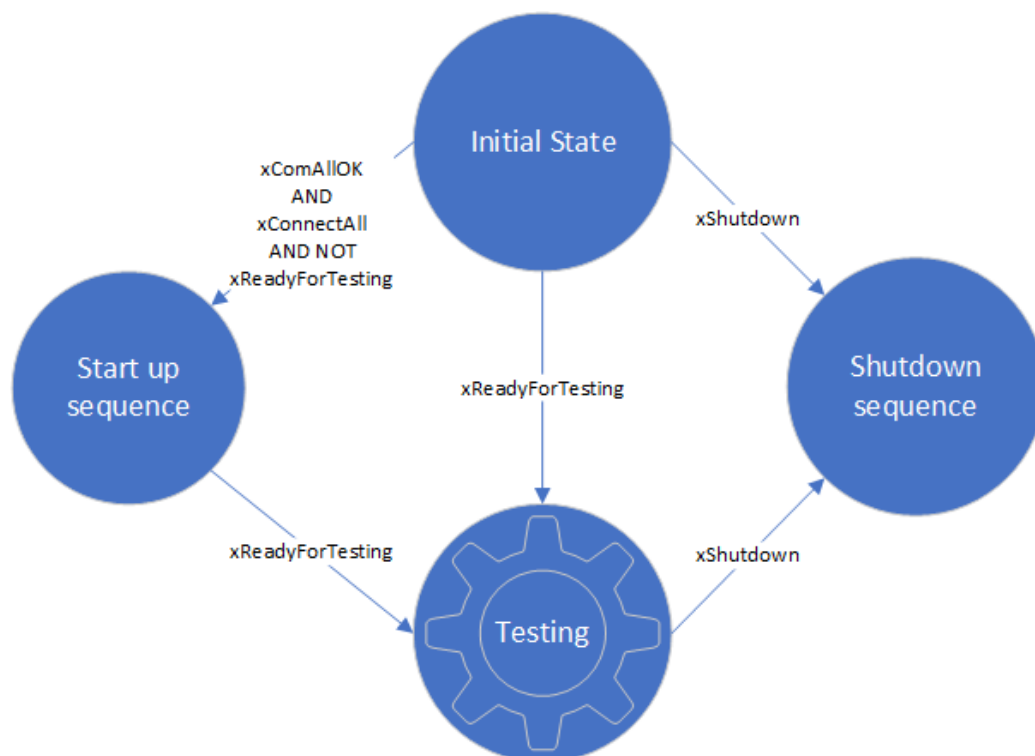 Initial State
xComAllOK
AND
xConnectAll
AND NOT
xReadyForTesting
xShutdown
Start up
sequence
xReadyForTesting
Shutdown
sequence
xReadyForTesting
xShutdown
Testing